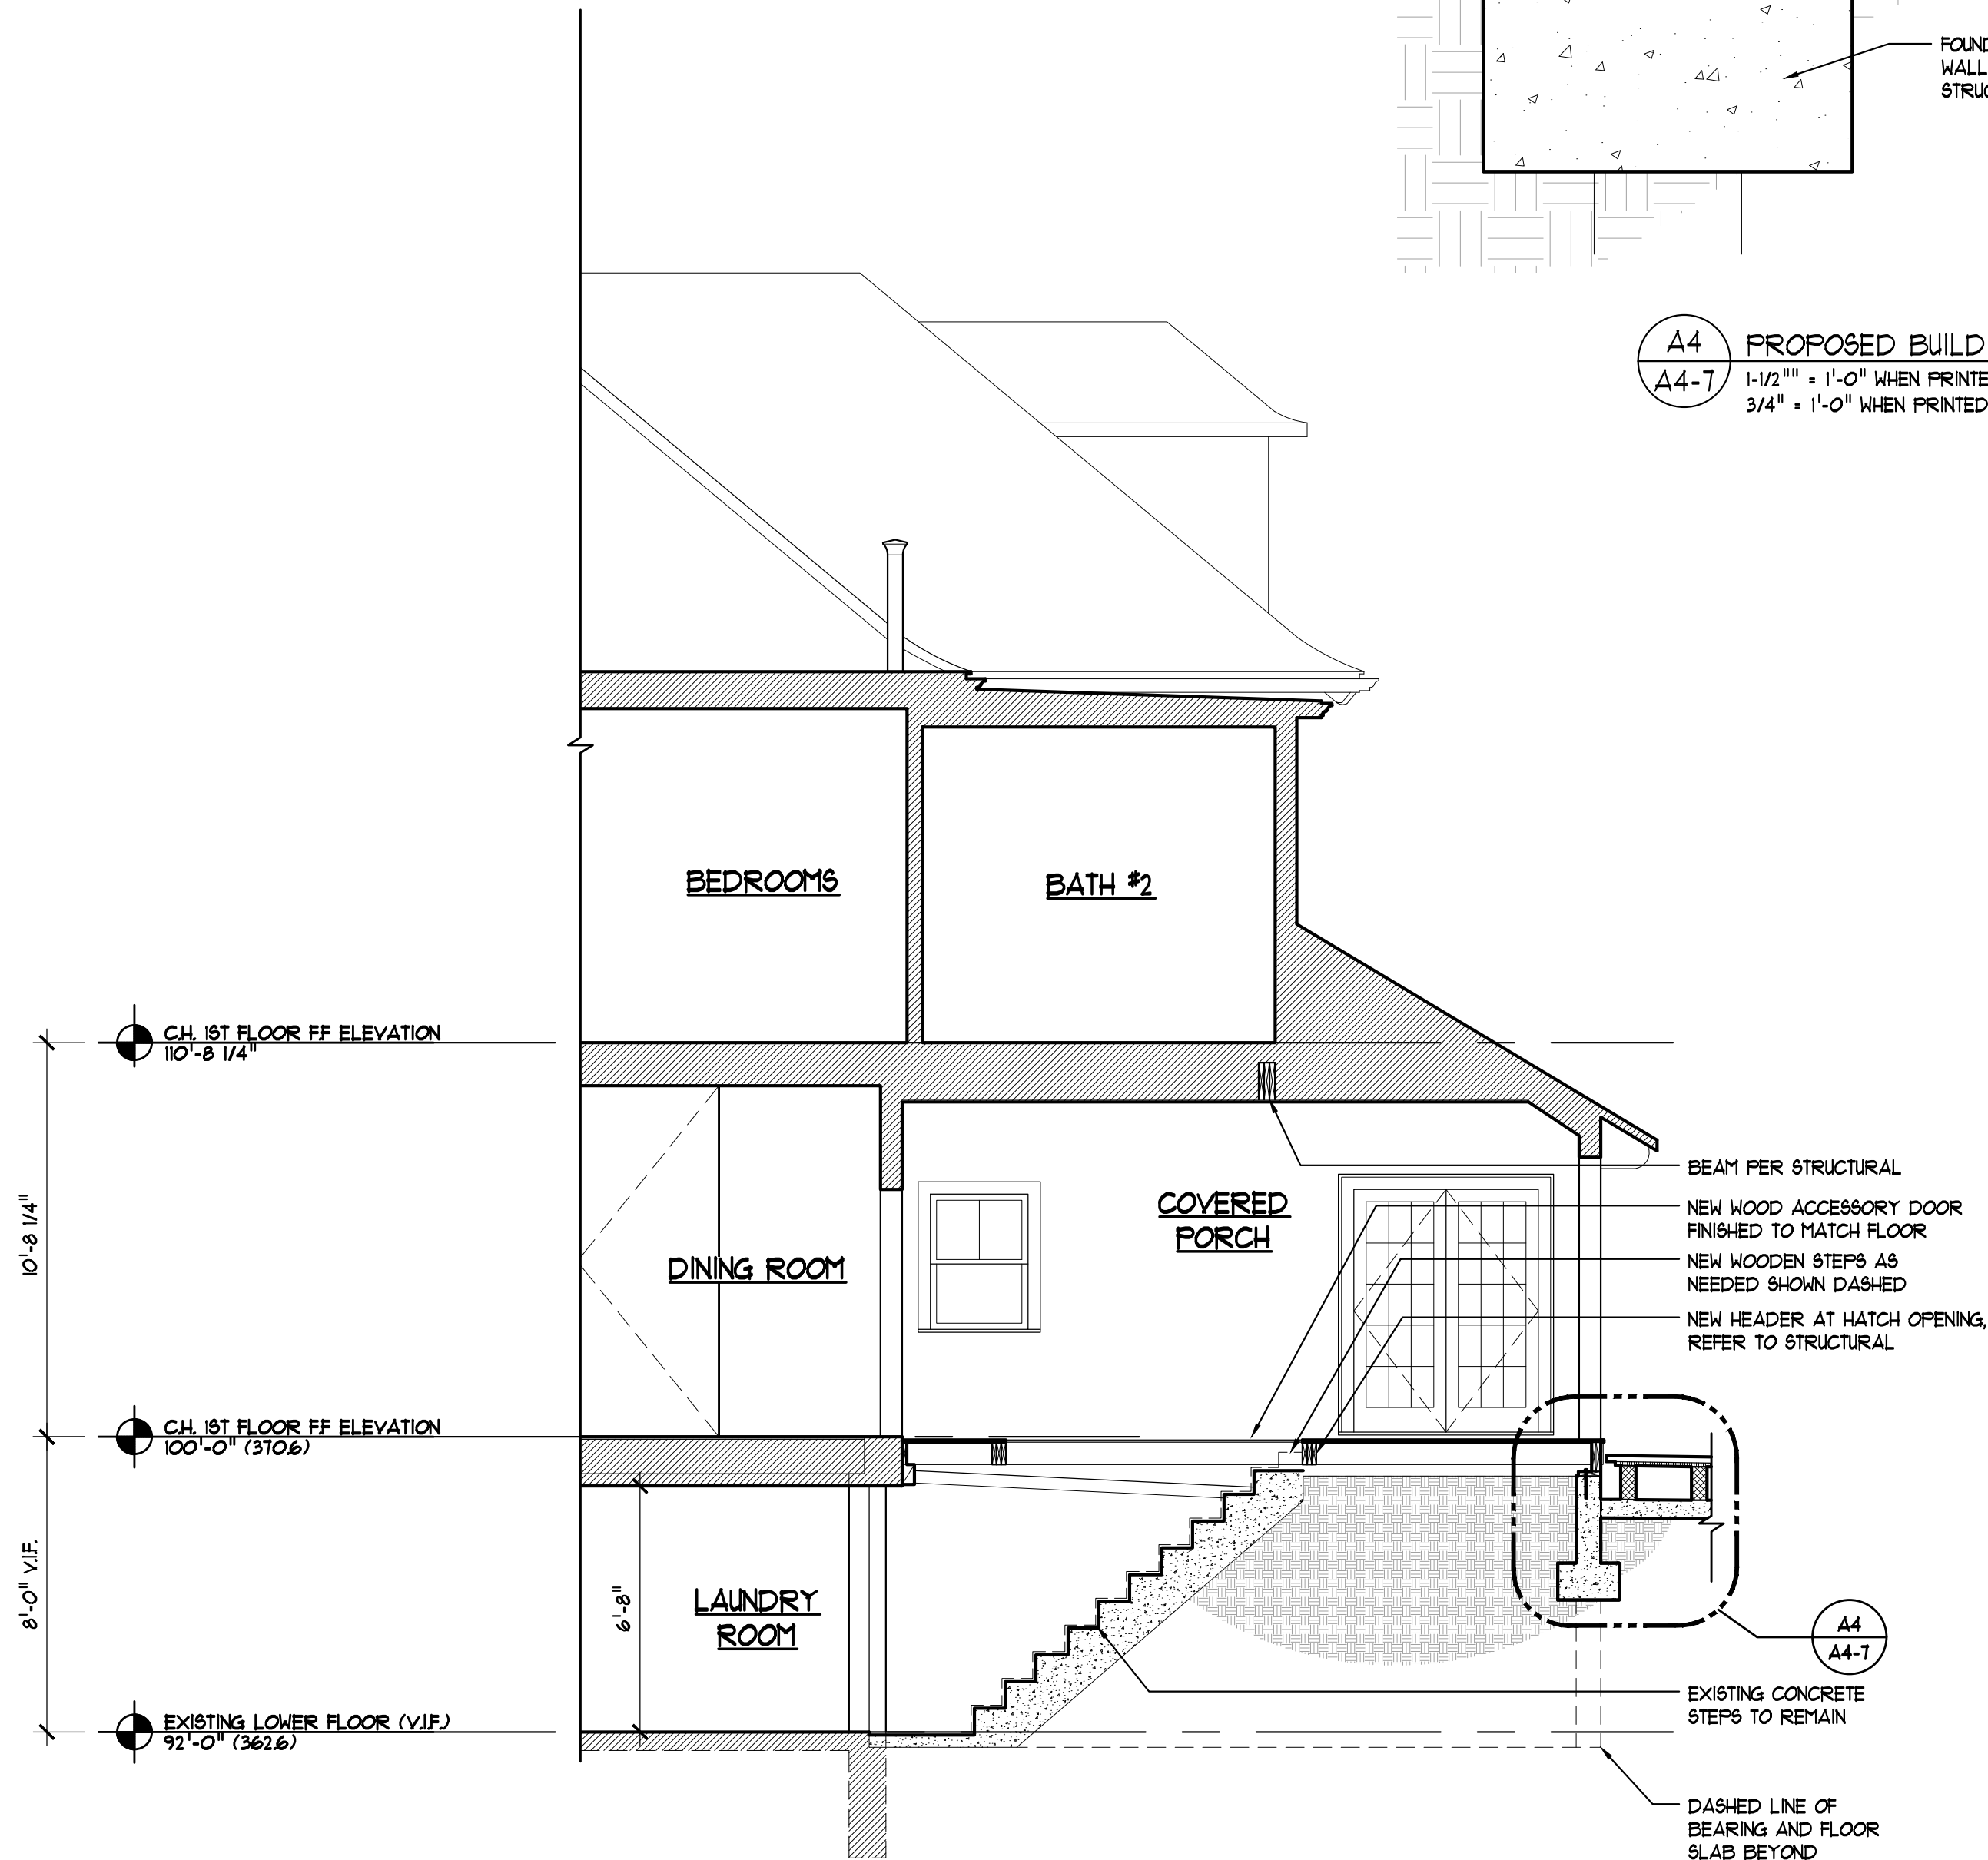 FOUND
WALL
STRUC
A4
A4-7
PROPOSED BUILD
1-1/2"" = 1'-0" WHEN PRINTE
3/4" = 1'-0" WHEN PRINTED
BEDROOMS
BATH #2
C.H. 1ST FLOOR F.F ELEVATION
110'-8 1/4"
10'-8 1/4"
BEAM PER STRUCTURAL
COVERED
PORCH
NEW WOOD ACCESSORY DOOR
FINISHED TO MATCH FLOOR
DINING ROOM
NEW WOODEN STEPS AS
NEEDED SHOWN DASHED
NEW HEADER AT HATCH OPENING,
REFER TO STRUCTURAL
C.H. 1ST FLOOR F.F ELEVATION
100'-0" (370.6)
8'-0" V.I.F.
6'-8"
LAUNDRY
ROOM
A4
A4-7
EXISTING CONCRETE
STEPS TO REMAIN
EXISTING LOWER FLOOR (V.I.F.)
92'-0" (362.6)
DASHED LINE OF
BEARING AND FLOOR
SLAB BEYOND